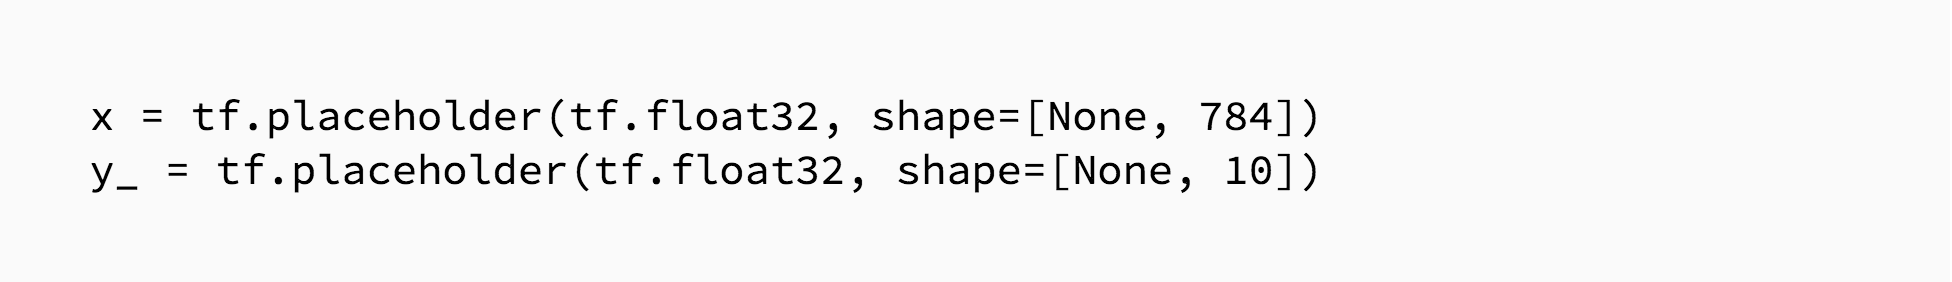 x = tf.placeholder(tf.float32, shape=[None, 784])
y_ = tf.placeholder(tf.float32, shape=[None, 10])